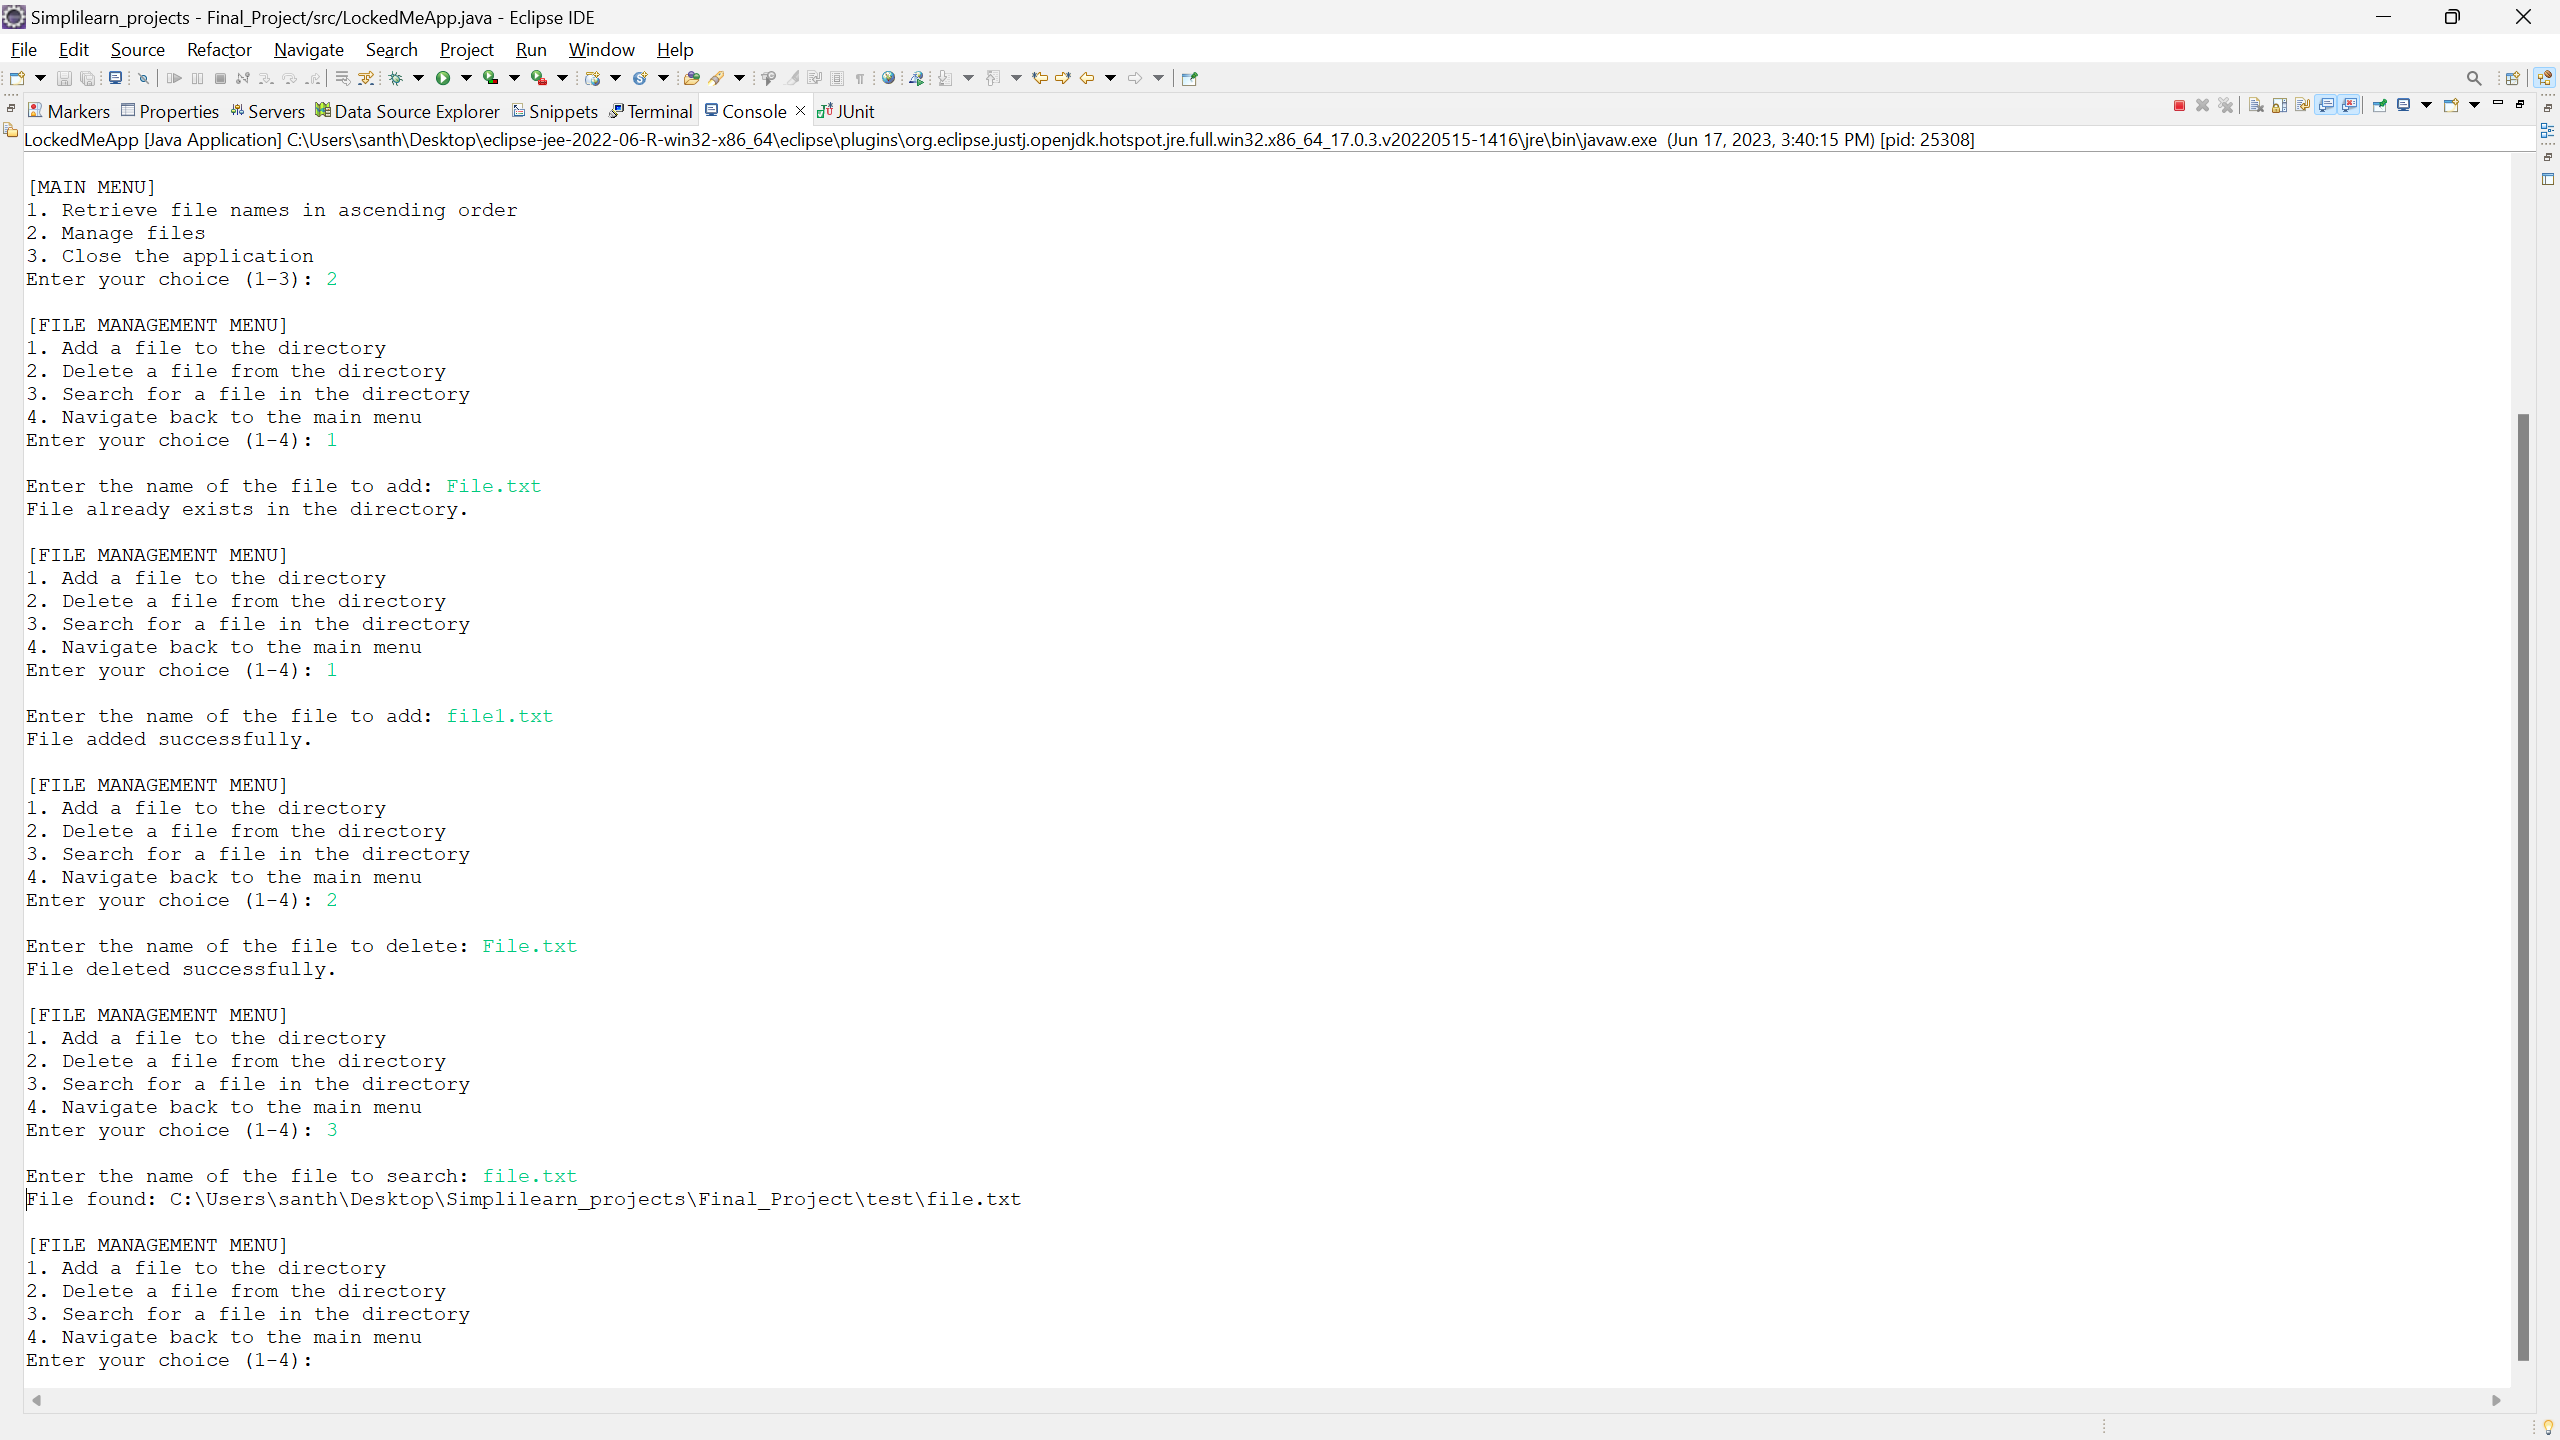 Simplilearn_projects - Final_Project/src/LockedMeApp.java - Eclipse IDE
File Edit Source Refactor Navigate Search Project Run Window Help
Markers Properties Servers Data Source Explorer Snippets Terminal Console JUnit
LockedMeApp [Java Application] C:\Users\santh\Desktop\eclipse-jee-2022-06-R-win32-x86_64\eclipse\plugins\org.eclipse.justj.openjdk.hotspot.jre.full.win32.x86_64_17.0.3.v20220515-1416\jre\bin\javaw.exe (Jun 17, 2023, 3:40:15 PM) [pid: 25308]
[MAIN MENU]
1. Retrieve file names in ascending order
2. Manage files
3. Close the application
Enter your choice (1-3): 2
[FILE MANAGEMENT MENU]
1. Add a file to the directory
2. Delete a file from the directory
3. Search for a file in the directory
4. Navigate back to the main menu
Enter your choice (1-4): 1
Enter the name of the file to add: File.txt
File already exists in the directory.
[FILE MANAGEMENT MENU]
1. Add a file to the directory
2. Delete a file from the directory
3. Search for a file in the directory
4. Navigate back to the main menu
Enter your choice (1-4): 1
Enter the name of the file to add: file1.txt
File added successfully.
[FILE MANAGEMENT MENU]
1. Add a file to the directory
2. Delete a file from the directory
3. Search for a file in the directory
4. Navigate back to the main menu
Enter your choice (1-4): 2
Enter the name of the file to delete: File.txt
File deleted successfully.
[FILE MANAGEMENT MENU]
1. Add a file to the directory
2. Delete a file from the directory
3. Search for a file in the directory
4. Navigate back to the main menu
Enter your choice (1-4): 3
Enter the name of the file to search: file.txt
File found: C:\Users\santh\Desktop\Simplilearn_projects\Final_Project\test\file.txt
[FILE MANAGEMENT MENU]
1. Add a file to the directory
2. Delete a file from the directory
3. Search for a file in the directory
4. Navigate back to the main menu
Enter your choice (1-4):